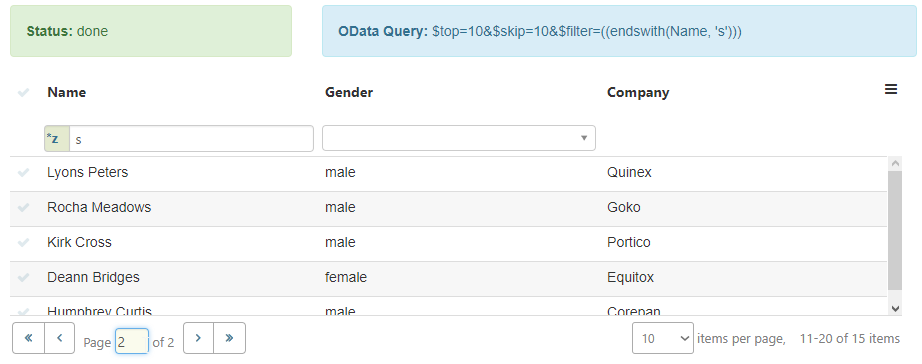 Status: done
OData Query: $top=10&$skip=10&$filter=((endswith(Name, 's')))
Name Gender Company
*z s
Lyons Peters male Quinex
Rocha Meadows male Goko
Kirk Cross male Portico
Deann Bridges female Equitox
Humphrey Curtis male Corepan
« ‹ Page 2 of 2 › » 10 items per page, 11-20 of 15 items